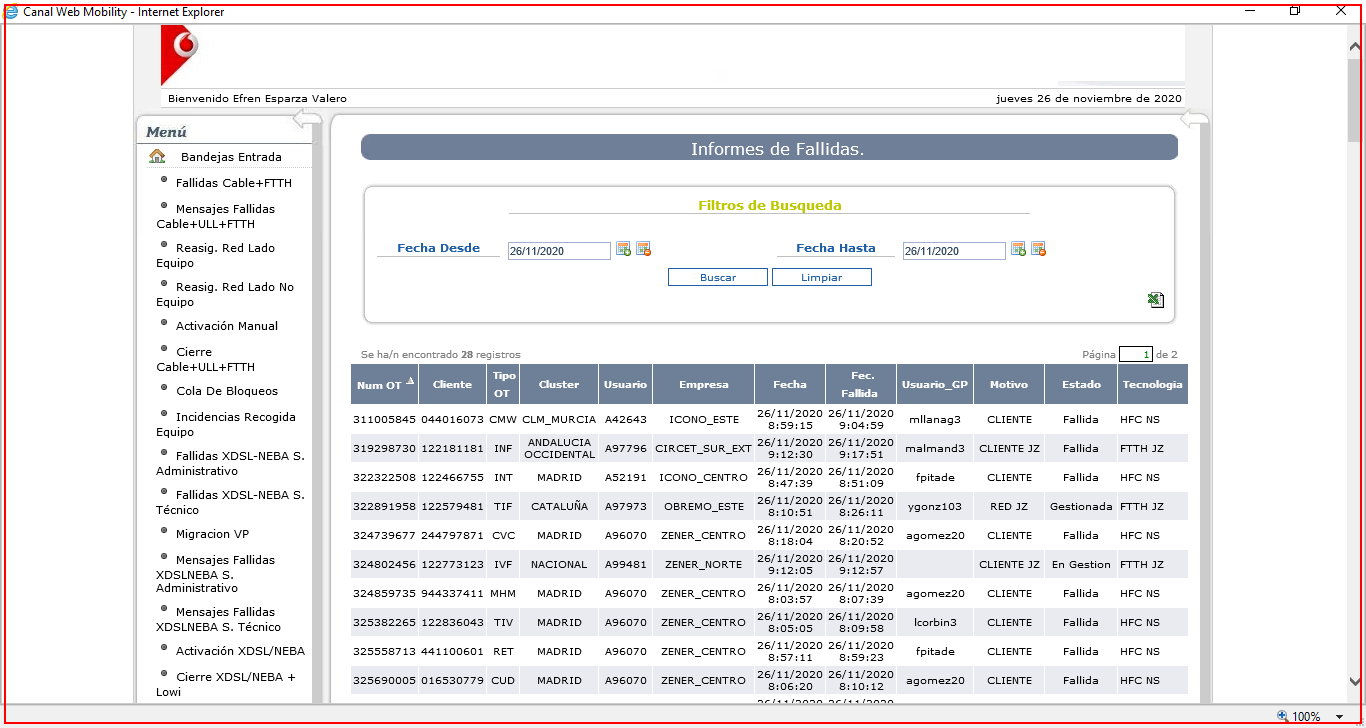 Canal Web Mobility - Internet Explorer
Bienvenido Efren Esparza Valero
jueves 26 de noviembre de 2020
Menú
Bandejas Entrada
Fallidas Cable+FTTH
Mensajes Fallidas
Cable+ULL+FTTH
Reasig. Red Lado
Equipo
Reasig. Red Lado No
Equipo
Activación Manual
Cierre
Cable+ULL+FTTH
Cola De Bloqueos
Incidencias Recogida
Equipo
Fallidas XDSL-NEBA S.
Administrativo
Fallidas XDSL-NEBA S.
Técnico
Migracion VP
Mensajes Fallidas
XDSLNEBA S.
Administrativo
Mensajes Fallidas
XDSLNEBA S. Técnico
Activación XDSL/NEBA
Cierre XDSL/NEBA +
Lowi
Informes de Fallidas.
Filtros de Busqueda
Fecha Desde 26/11/2020 Fecha Hasta 26/11/2020
Buscar Limpiar
Se ha/n encontrado 28 registros Página 1 de 2
Num OT Cliente Tipo OT Cluster Usuario Empresa Fecha Fec. Fallida Usuario_GP Motivo Estado Tecnologia
311005845 044016073 CMW CLM_MURCIA A42643 ICONO_ESTE 26/11/2020 8:59:15 26/11/2020 9:04:59 mllanag3 CLIENTE Fallida HFC NS
319298730 122181181 INF ANDALUCIA OCCIDENTAL A97796 CIRCET_SUR_EXT 26/11/2020 9:12:30 26/11/2020 9:17:51 malmand3 CLIENTE JZ Fallida FTTH JZ
322322508 122466755 INT MADRID A52191 ICONO_CENTRO 26/11/2020 8:47:39 26/11/2020 8:51:09 fpitade CLIENTE Fallida HFC NS
322891958 122579481 TIF CATALUÑA A97973 OBREMO_ESTE 26/11/2020 8:10:51 26/11/2020 8:26:11 ygonz103 RED JZ Gestionada FTTH JZ
324739677 244797871 CVC MADRID A96070 ZENER_CENTRO 26/11/2020 8:18:04 26/11/2020 8:20:52 agomez20 CLIENTE Fallida HFC NS
324802456 122773123 IVF NACIONAL A99481 ZENER_NORTE 26/11/2020 9:12:05 26/11/2020 9:12:57 CLIENTE JZ En Gestion FTTH JZ
324859735 944337411 MHM MADRID A96070 ZENER_CENTRO 26/11/2020 8:03:57 26/11/2020 8:07:39 agomez20 CLIENTE Fallida HFC NS
325382265 122836043 TIV MADRID A96070 ZENER_CENTRO 26/11/2020 8:05:05 26/11/2020 8:09:58 lcorbin3 CLIENTE Fallida HFC NS
325558713 441100601 RET MADRID A96070 ZENER_CENTRO 26/11/2020 8:57:11 26/11/2020 8:59:23 fpitade CLIENTE Fallida HFC NS
325690005 016530779 CUD MADRID A96070 ZENER_CENTRO 26/11/2020 8:06:20 26/11/2020 8:10:12 agomez20 CLIENTE Fallida HFC NS
100%